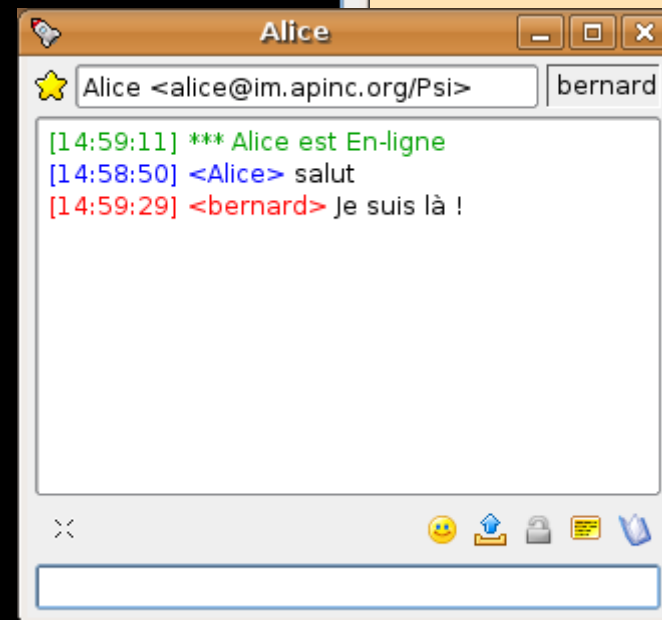 Alice
Alice <alice@im.apinc.org/Psi> bernard
[14:59:11] *** Alice est En-ligne
[14:58:50] <Alice> salut
[14:59:29] <bernard> Je suis là !